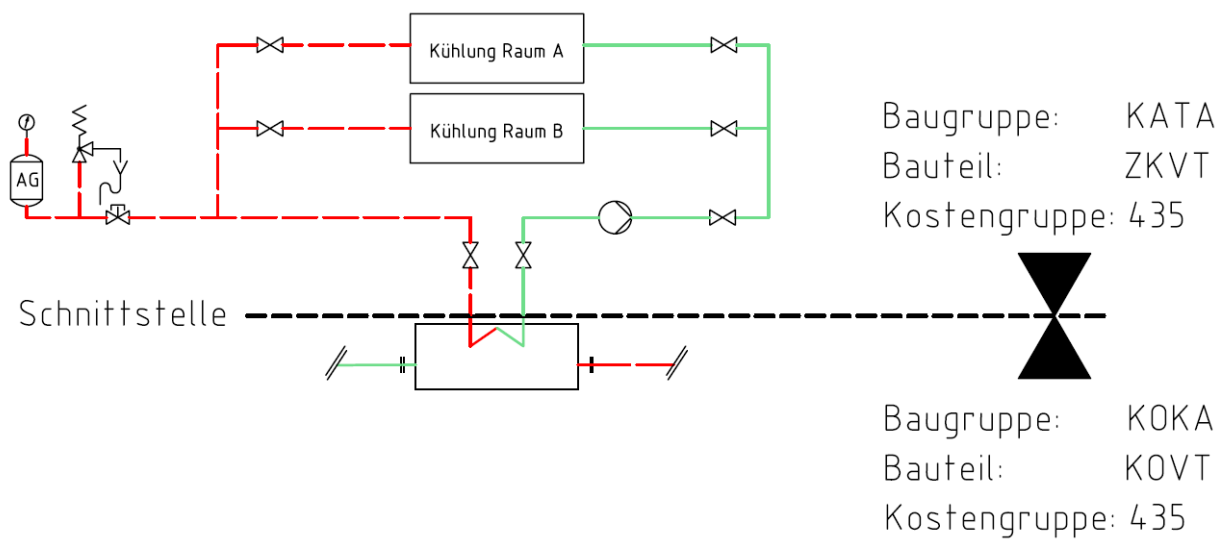 Kühlung Raum A
Kühlung Raum B
AG
Baugruppe: KATA
Bauteil: ZKVT
Kostengruppe: 435
Schnittstelle
Baugruppe: KOKA
Bauteil: KOVT
Kostengruppe: 435